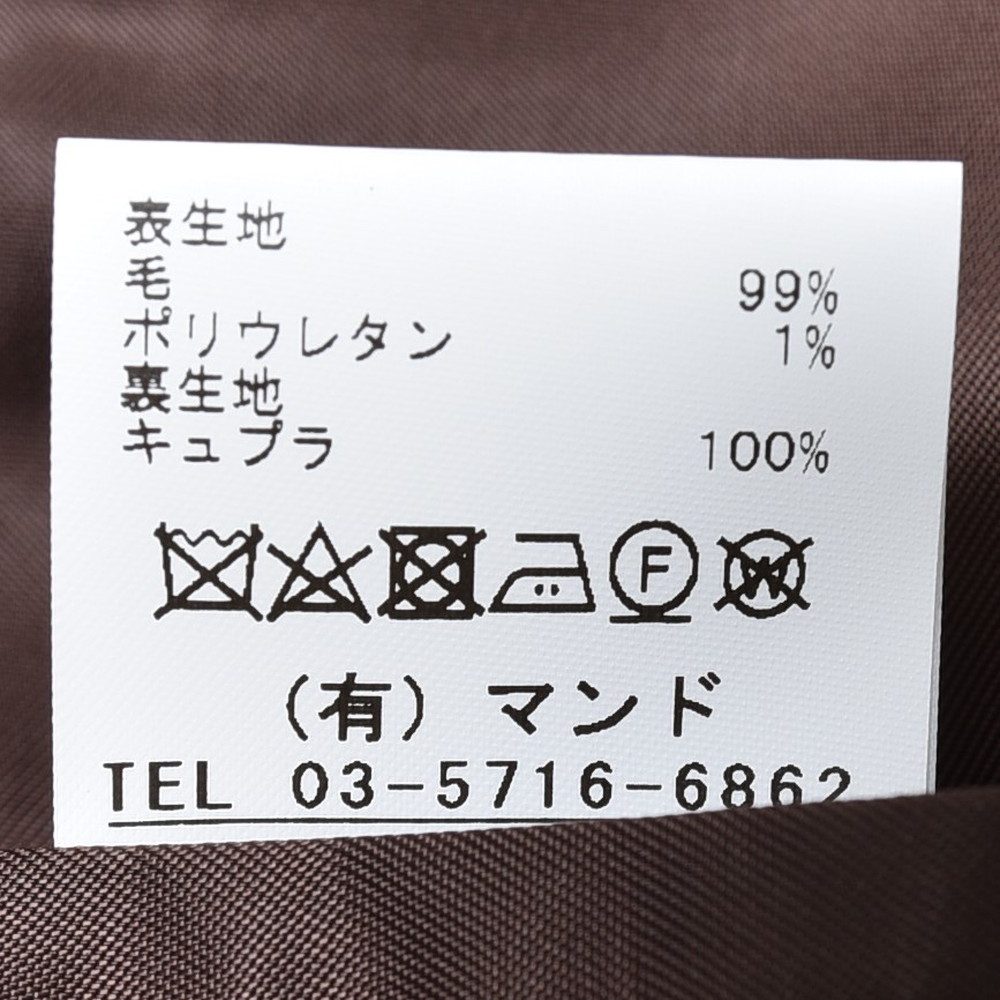 表生地
毛 99%
ポリウレタン 1%
裏生地
キュプラ 100%
F W
(有) マンド
TEL 03-5716-6862